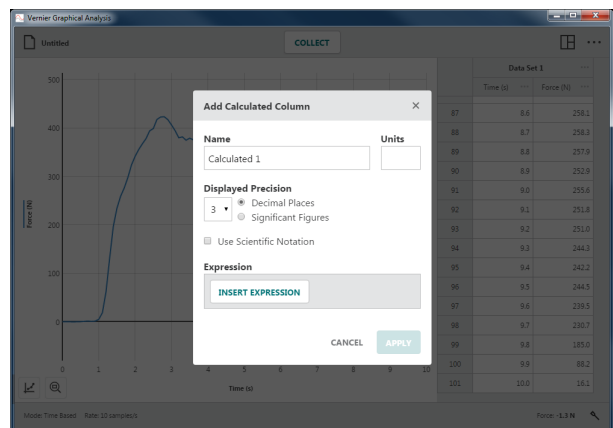 Vernier Graphical Analysis
Untitled
COLLECT
500
400
300
200
100
0
Force (N)
0 1 2 3 4 5 6 7 8 9 10
Time (s)
Add Calculated Column ×
Name Units
Calculated 1
Displayed Precision
3 Decimal Places
Significant Figures
Use Scientific Notation
Expression
INSERT EXPRESSION
CANCEL APPLY
Data Set 1 ...
Time (s) ... Force (N) ...
87 8.6 258.1
88 8.7 258.3
89 8.8 257.9
90 8.9 252.9
91 9.0 255.6
92 9.1 251.8
93 9.2 251.0
94 9.3 244.3
95 9.4 242.2
96 9.5 244.5
97 9.6 239.5
98 9.7 230.7
99 9.8 185.0
100 9.9 88.2
101 10.0 16.1
Mode: Time Based Rate: 10 samples/s Force: -1.3 N